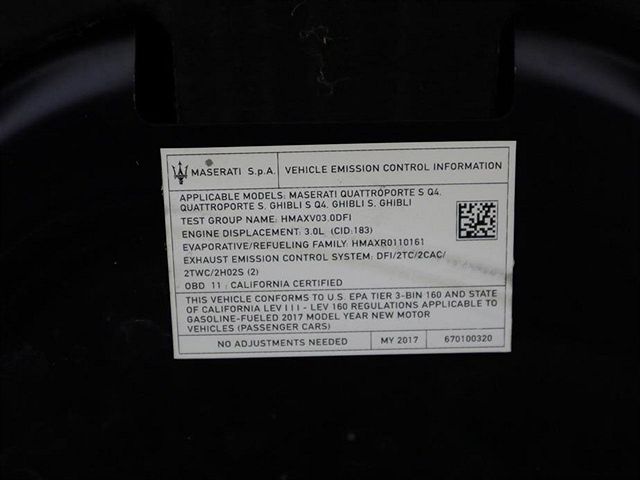 MASERATI S.p.A. VEHICLE EMISSION CONTROL INFORMATION
APPLICABLE MODELS: MASERATI QUATTROPORTE S Q4,
QUATTROPORTE S, GHIBLI S Q4, GHIBLI S, GHIBLI
TEST GROUP NAME: HMAXV03.0DFI
ENGINE DISPLACEMENT: 3.0L (CID:183)
EVAPORATIVE/REFUELING FAMILY: HMAXR0110161
EXHAUST EMISSION CONTROL SYSTEM: DFI/2TC/2CAC/
2TWC/2HO2S (2)
OBD 11 : CALIFORNIA CERTIFIED
THIS VEHICLE CONFORMS TO U.S. EPA TIER 3-BIN 160 AND STATE
OF CALIFORNIA LEV III - LEV 160 REGULATIONS APPLICABLE TO
GASOLINE-FUELED 2017 MODEL YEAR NEW MOTOR
VEHICLES (PASSENGER CARS)
NO ADJUSTMENTS NEEDED MY 2017 670100320